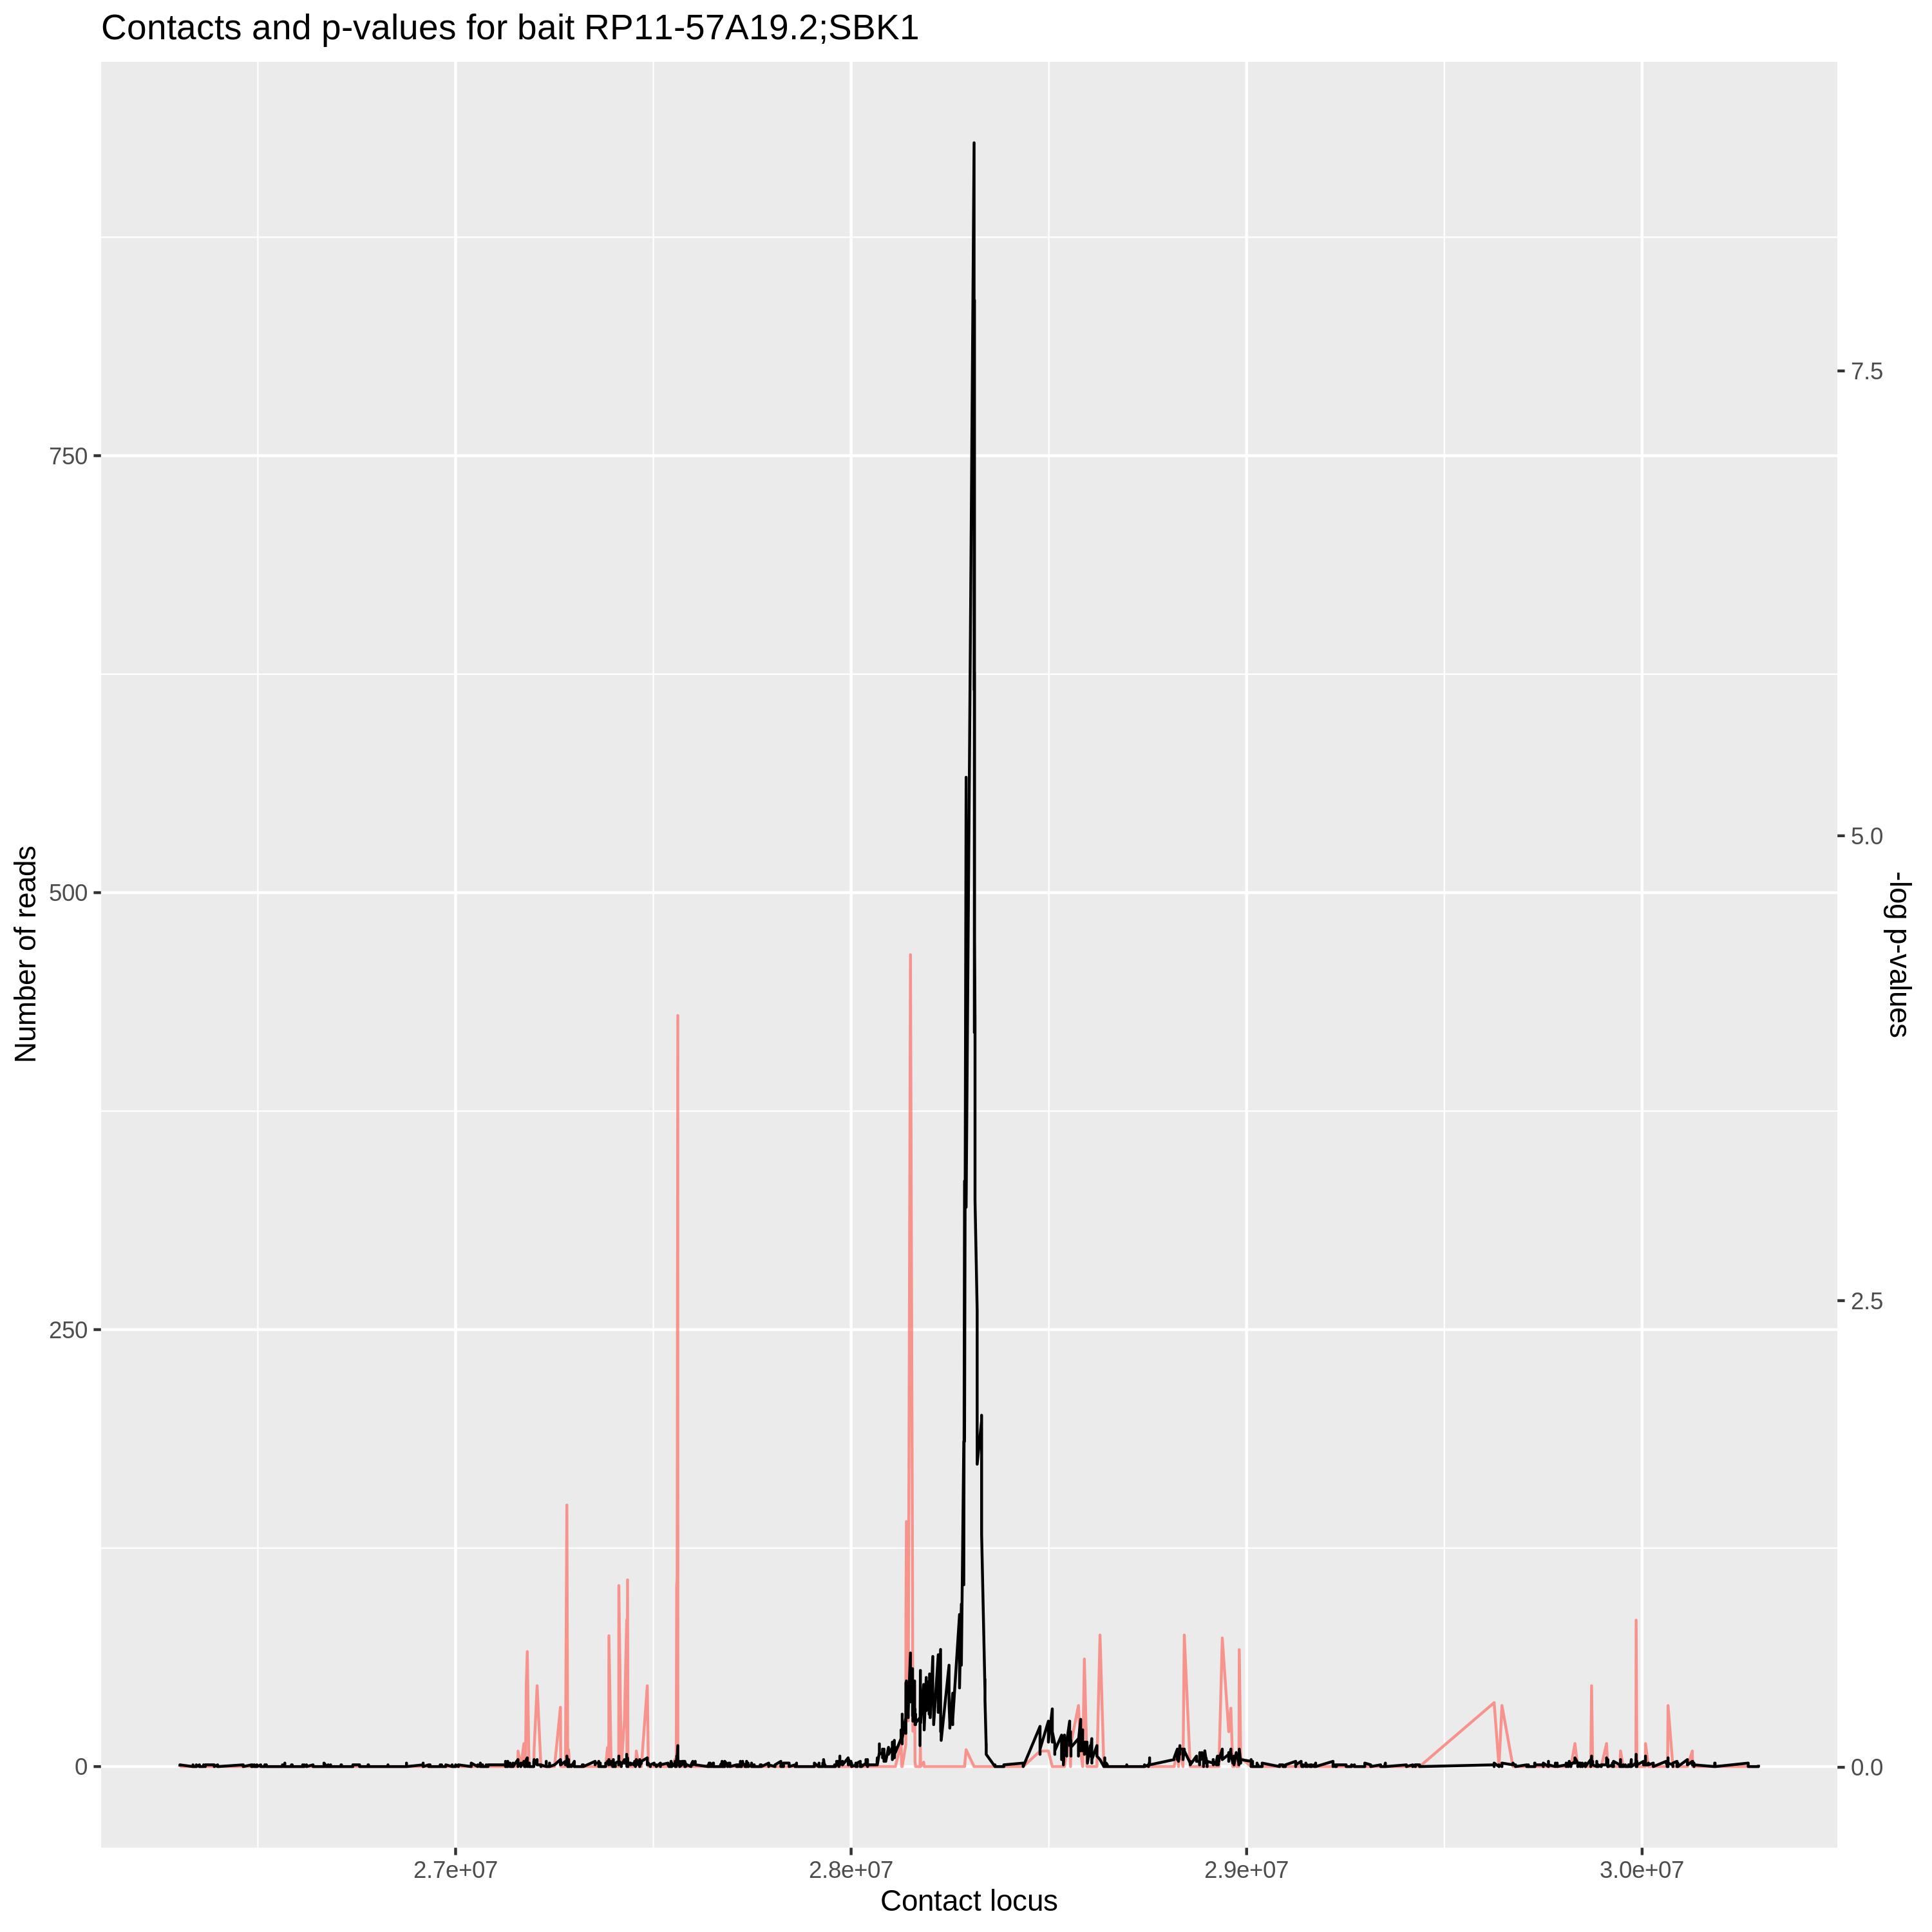 Contacts and p-values for bait RP11-57A19.2;SBK1
Number of reads
750
500
250
0
7.5
5.0
2.5
0.0
-log p-values
2.7e+07
2.8e+07
2.9e+07
3.0e+07
Contact locus